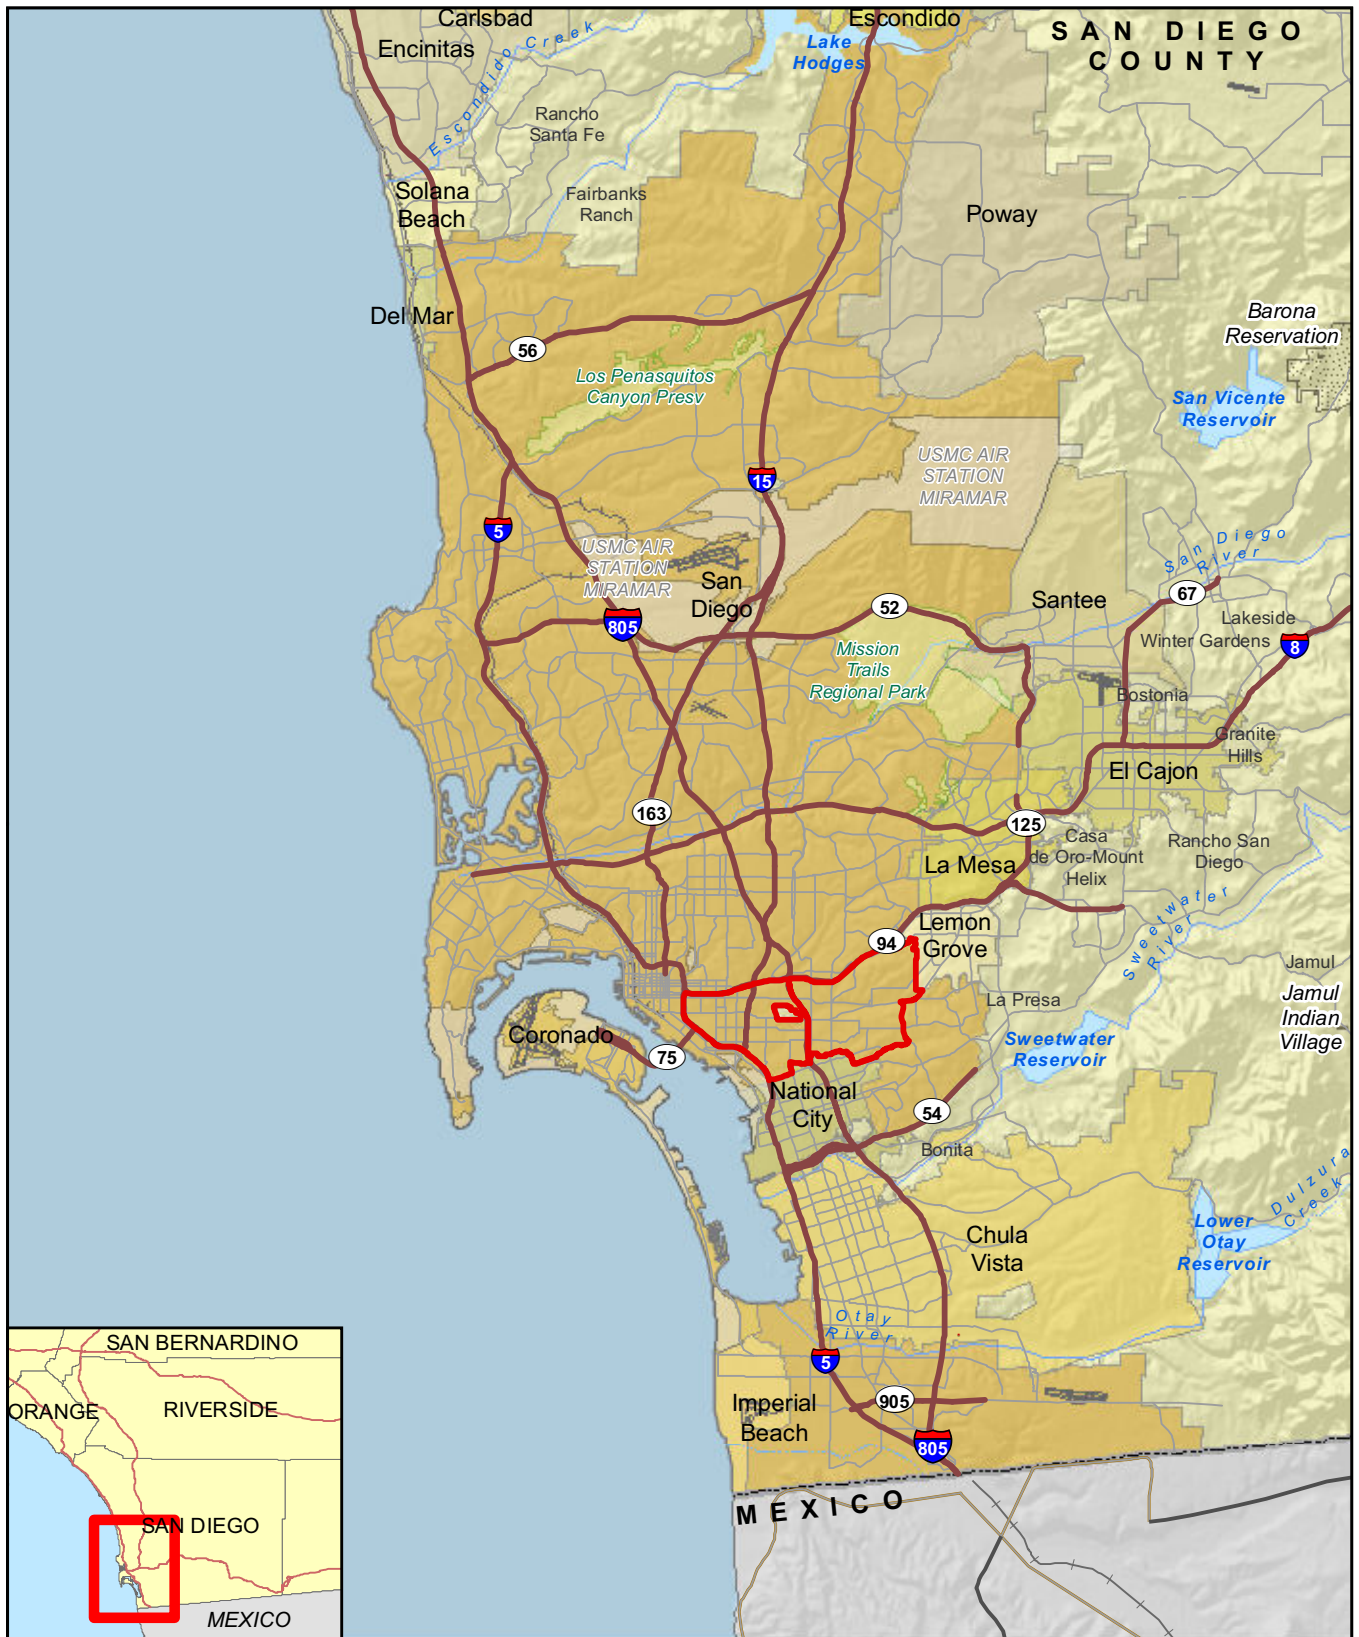 Carlsbad
Escondido
SAN DIEGO
COUNTY
Encinitas
Escondido Creek
Lake
Hodges
Rancho
Santa Fe
Solana
Beach
Fairbanks
Ranch
Poway
Del Mar
Barona
Reservation
56
Los Penasquitos
Canyon Presv
San Vicente
Reservoir
USMC AIR
STATION
MIRAMAR
15
5
USMC AIR
STATION
MIRAMAR
San
Diego
San Diego
River
805
52
Santee
67
Lakeside
Winter Gardens
8
Mission
Trails
Regional Park
Bostonia
Granite
Hills
El Cajon
163
125
Casa
de Oro-Mount
Helix
Rancho San
Diego
La Mesa
Sweetwater
River
Lemon
Grove
94
Jamul
La Presa
Jamul
Indian
Village
Coronado
75
Sweetwater
Reservoir
National
City
54
Bonita
Dulzura
Creek
Lower
Otay
Reservoir
Chula
Vista
Otay
River
5
905
Imperial
Beach
805
MEXICO
SAN BERNARDINO
ORANGE
RIVERSIDE
SAN DIEGO
MEXICO